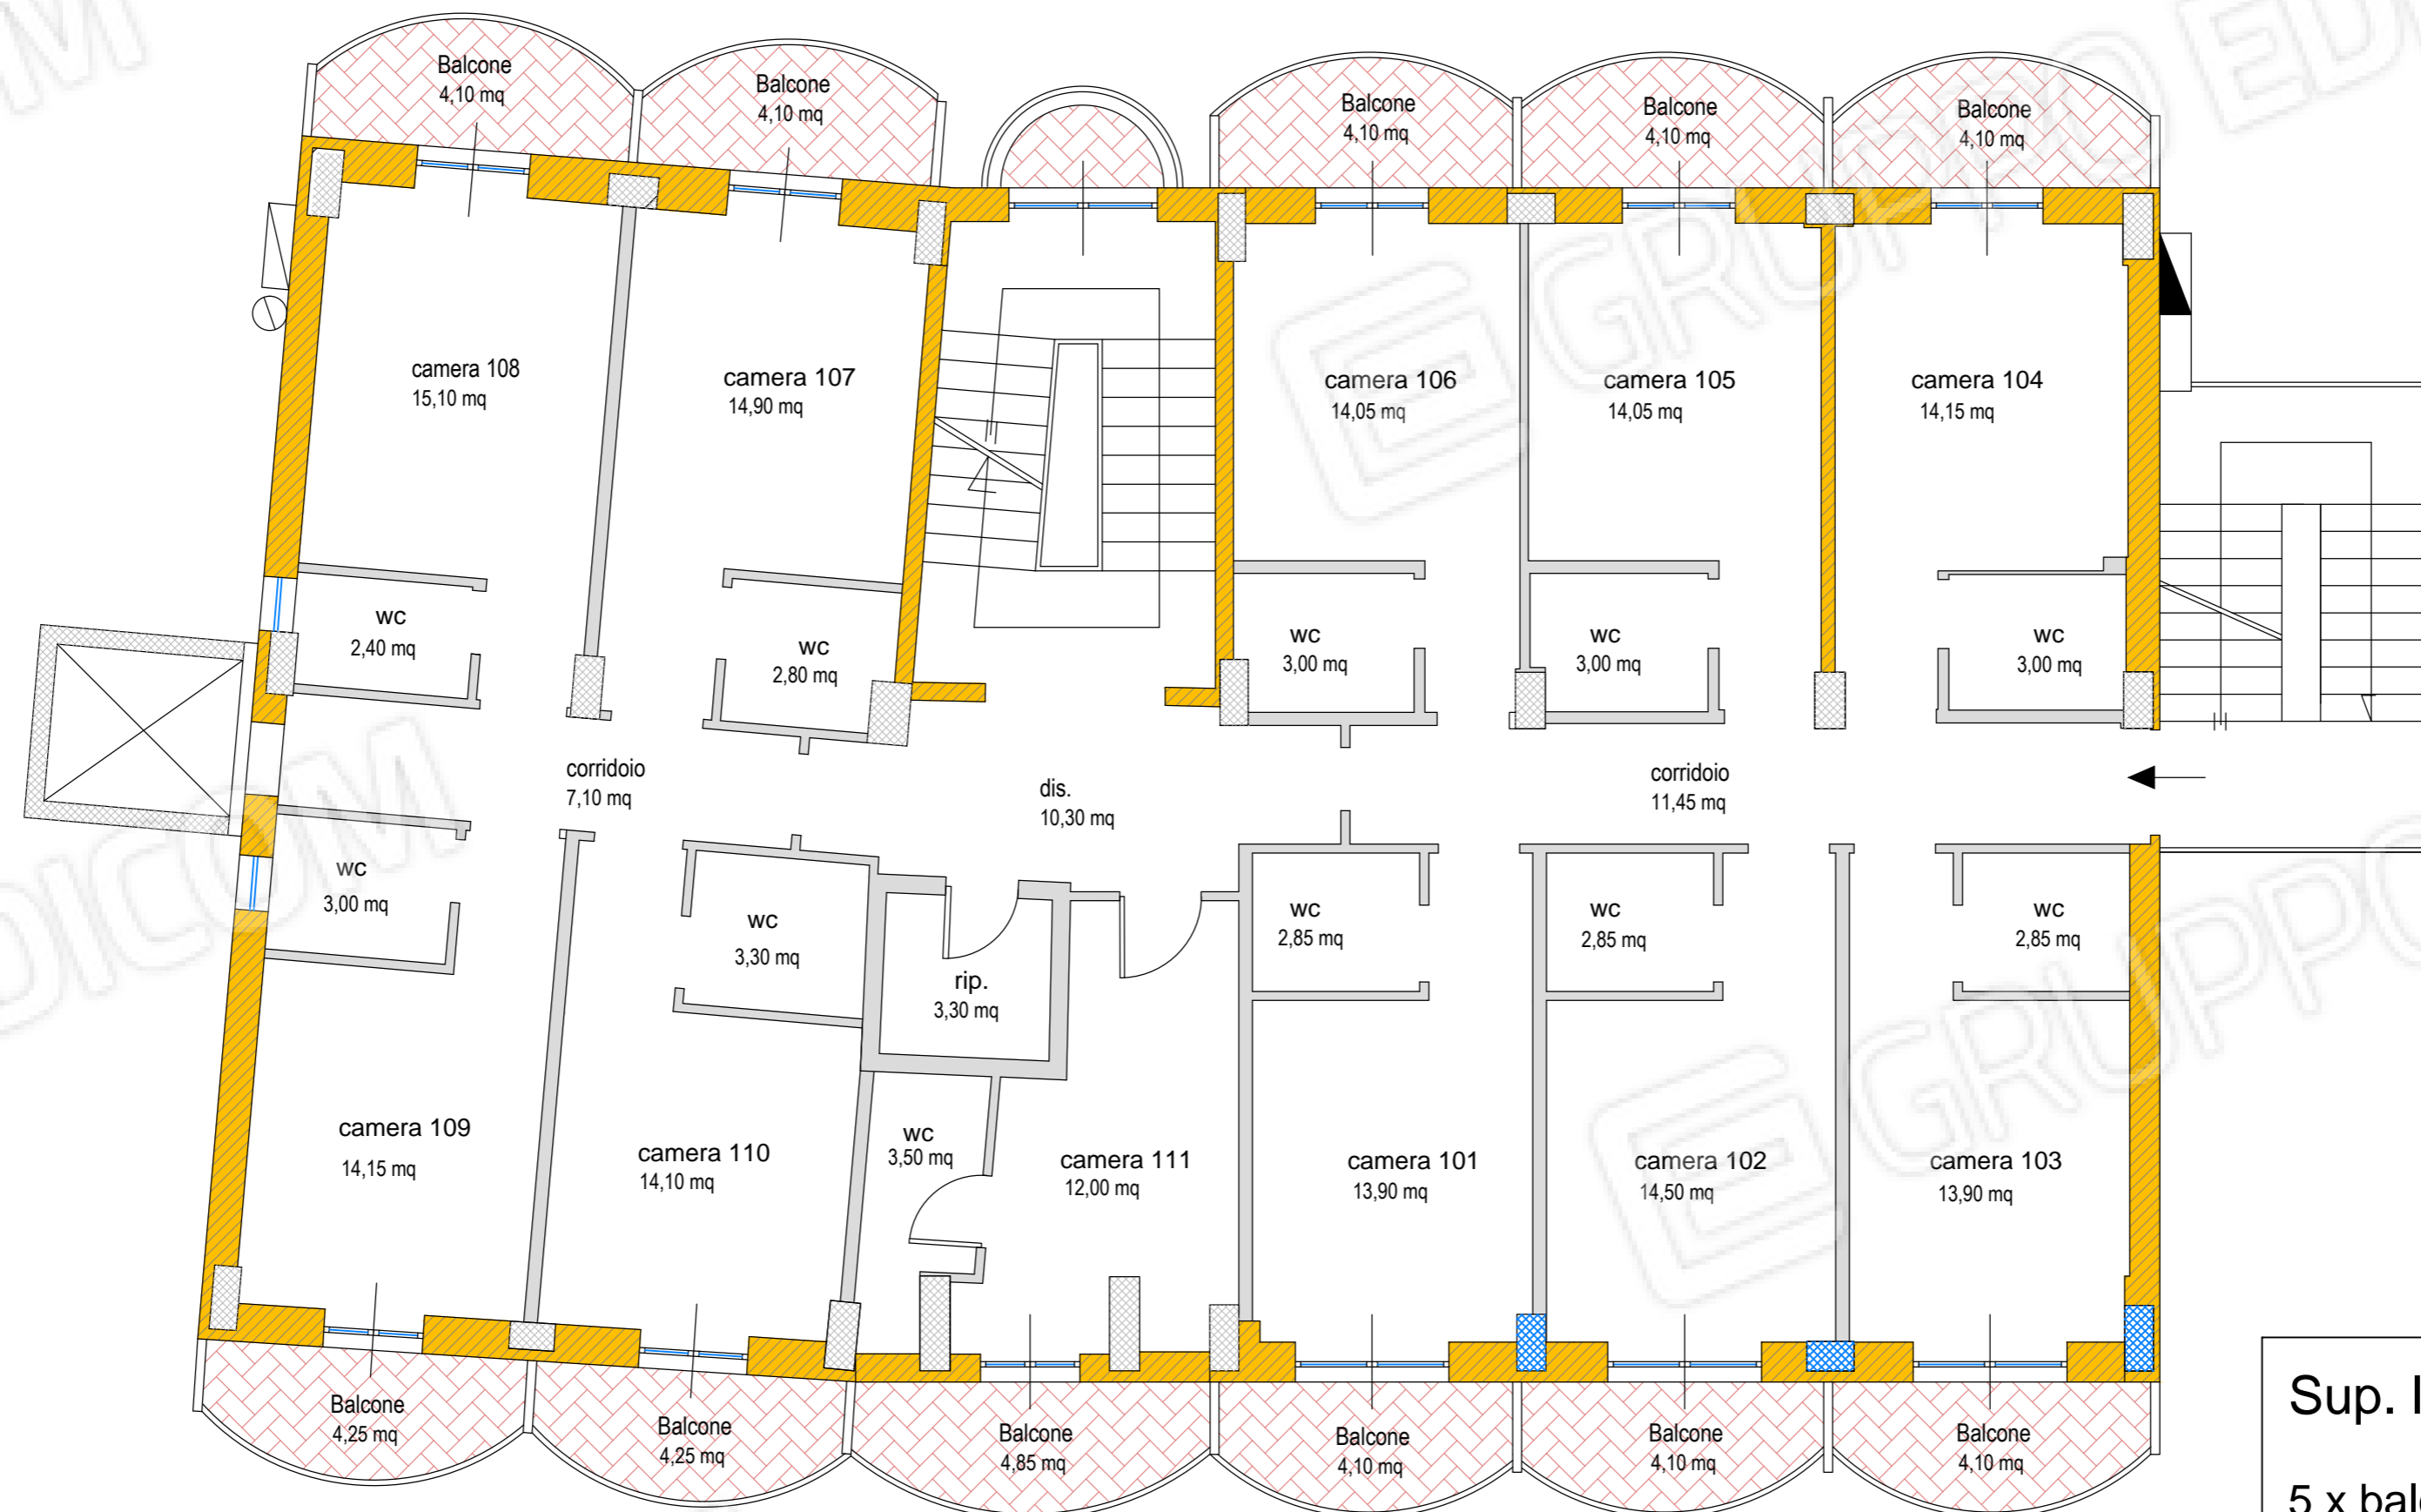 Balcone
4,10 mq
Balcone
4,10 mq
Balcone
4,10 mq
Balcone
4,10 mq
Balcone
4,10 mq
camera 108
15,10 mq
camera 107
14,90 mq
camera 106
14,05 mq
camera 105
14,05 mq
camera 104
14,15 mq
wc
2,40 mq
wc
2,80 mq
wc
3,00 mq
wc
3,00 mq
wc
3,00 mq
corridoio
7,10 mq
dis.
10,30 mq
corridoio
11,45 mq
wc
3,00 mq
wc
3,30 mq
rip.
3,30 mq
wc
2,85 mq
wc
2,85 mq
wc
2,85 mq
camera 109
14,15 mq
camera 110
14,10 mq
wc
3,50 mq
camera 111
12,00 mq
camera 101
13,90 mq
camera 102
14,50 mq
camera 103
13,90 mq
Balcone
4,25 mq
Balcone
4,25 mq
Balcone
4,85 mq
Balcone
4,10 mq
Balcone
4,10 mq
Balcone
4,10 mq
Sup.
5 x
GRUPPO
DICOM
GRUPPO